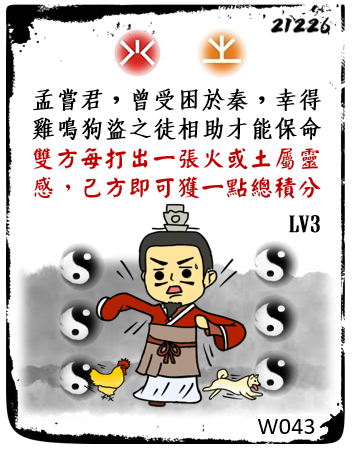 21226
火 土
孟嘗君，曾受困於秦，幸得
雞鳴狗盜之徒相助才能保命
雙方每打出一張火或土屬靈
感，己方即可獲一點總積分
LV3
W043